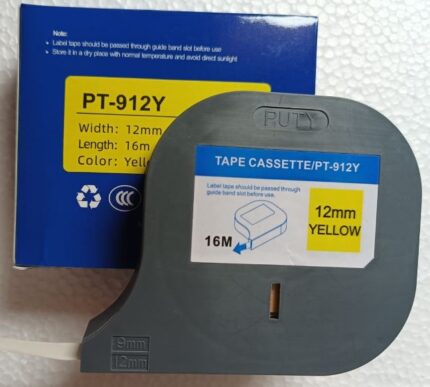 Note:
Label tape should be passed through guide band slot before use
Store it in a dry place with normal temperature and avoid direct sunlight
PT-912Y
Width: 12mm
Length: 16m
Color: Yello
CCC
PUTY
TAPE CASSETTE/PT-912Y
Label tape should be passed through
guide band slot before use.
12mm
YELLOW
16M
9mm
12mm